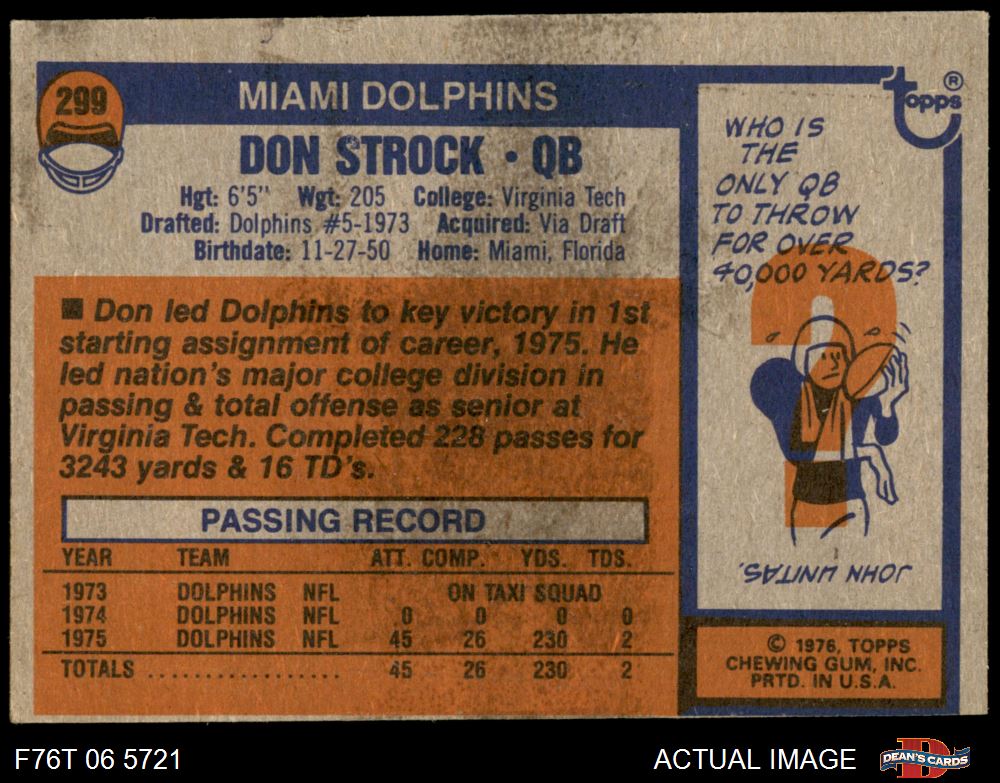 299
MIAMI DOLPHINS
DON STROCK • QB
Hgt: 6'5" Wgt: 205 College: Virginia Tech
Drafted: Dolphins #5-1973 Acquired: Via Draft
Birthdate: 11-27-50 Home: Miami, Florida
■ Don led Dolphins to key victory in 1st
starting assignment of career, 1975. He
led nation's major college division in
passing & total offense as senior at
Virginia Tech. Completed 228 passes for
3243 yards & 16 TD's.
PASSING RECORD
YEAR TEAM ATT. COMP. YDS. TDS.
1973 DOLPHINS NFL ON TAXI SQUAD
1974 DOLPHINS NFL 0 0 0 0
1975 DOLPHINS NFL 45 26 230 2
TOTALS ................. 45 26 230 2
topps®
WHO IS
THE
ONLY QB
TO THROW
FOR OVER
40,000 YARDS?
?
JOHN UNITAS.
© 1976, TOPPS
CHEWING GUM, INC.
PRTD. IN U.S.A.
F76T 06 5721
ACTUAL IMAGE
DEAN'S CARDS